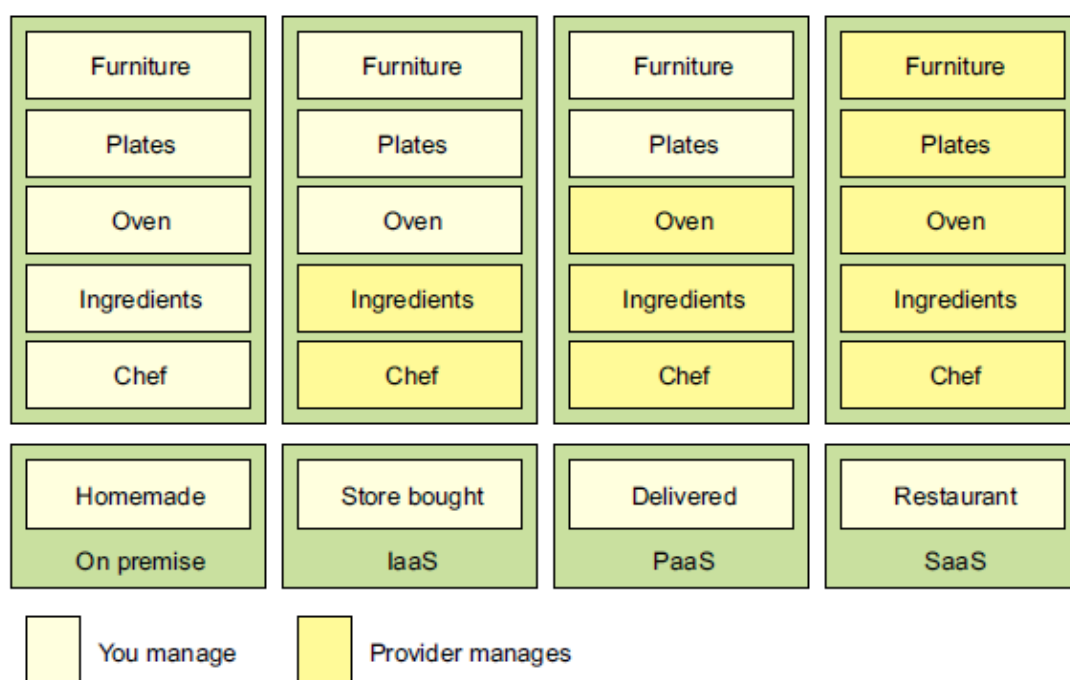 Furniture
Plates
Oven
Ingredients
Chef
Homemade
On premise
Furniture
Plates
Oven
Ingredients
Chef
Store bought
IaaS
Furniture
Plates
Oven
Ingredients
Chef
Delivered
PaaS
Furniture
Plates
Oven
Ingredients
Chef
Restaurant
SaaS
You manage
Provider manages